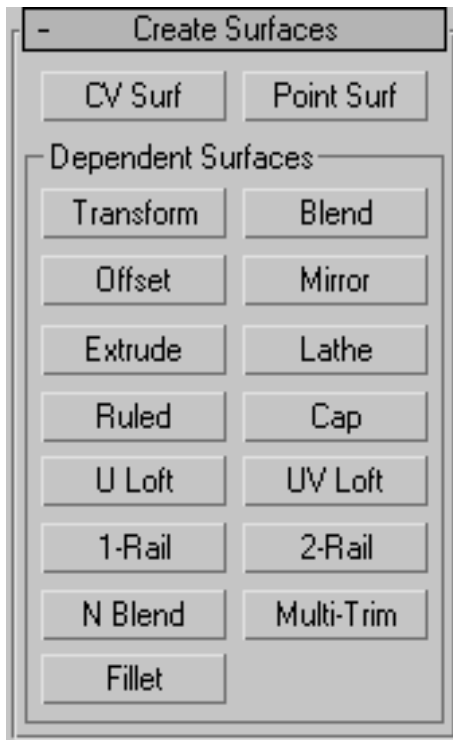 - Create Surfaces
CV Surf Point Surf
Dependent Surfaces
Transform Blend
Offset Mirror
Extrude Lathe
Ruled Cap
U Loft UV Loft
1-Rail 2-Rail
N Blend Multi-Trim
Fillet